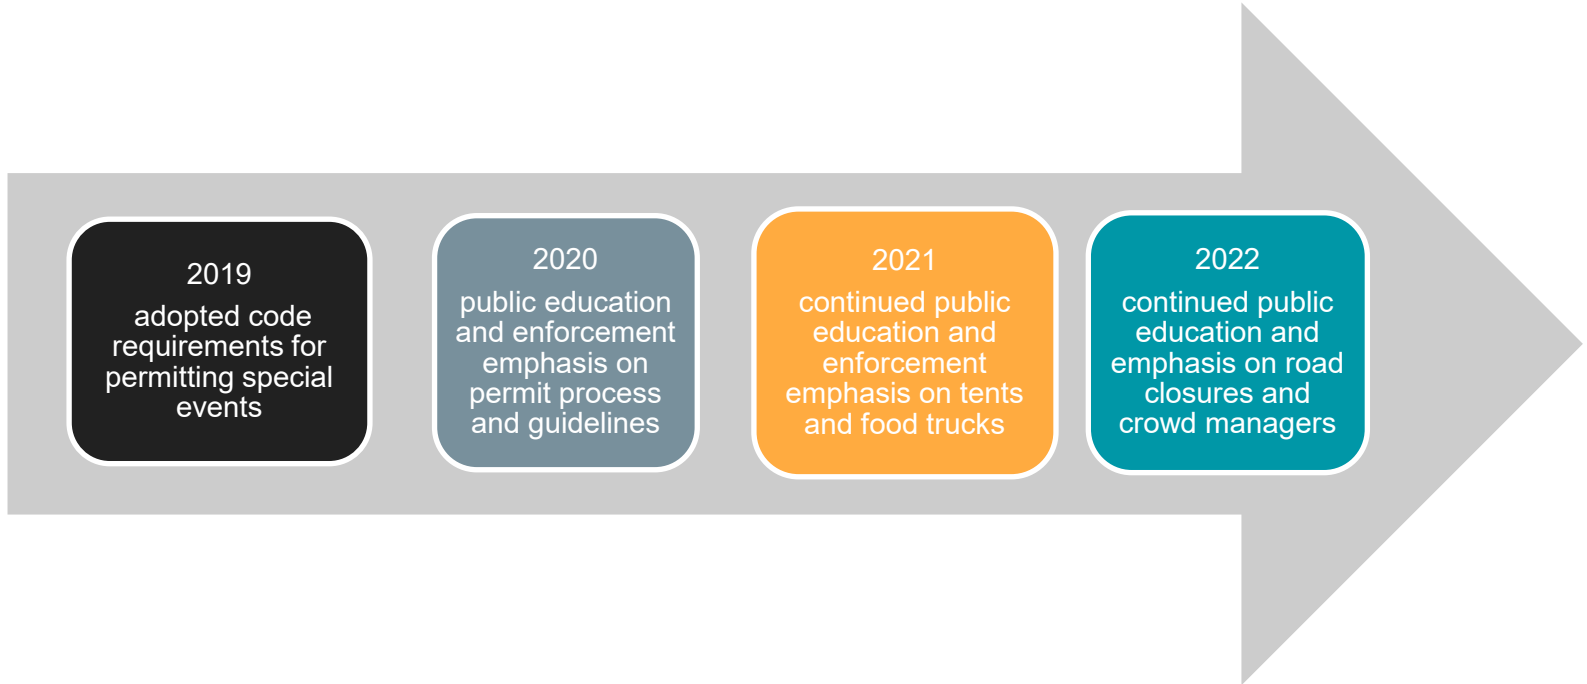 2019
adopted code
requirements for
permitting special
events
2020
public education
and enforcement
emphasis on
permit process
and guidelines
2021
continued public
education and
enforcement
emphasis on tents
and food trucks
2022
continued public
education and
emphasis on road
closures and
crowd managers